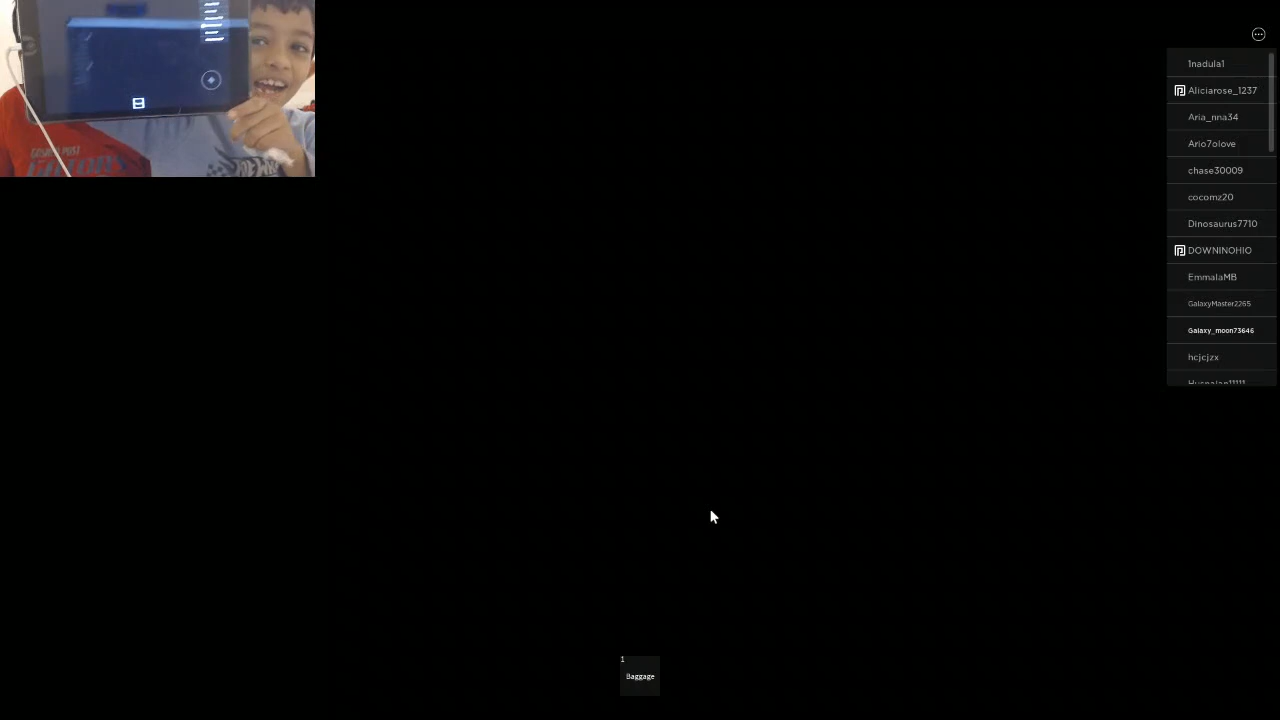 1nadula1
Aliciarose_1237
Aria_nna34
Ario7olove
chase30009
cocomz20
Dinosaurus7710
DOWNINOHIO
EmmalaMB
GalaxyMaster2265
Galaxy_moon73646
hcjcjzx
1
Baggage